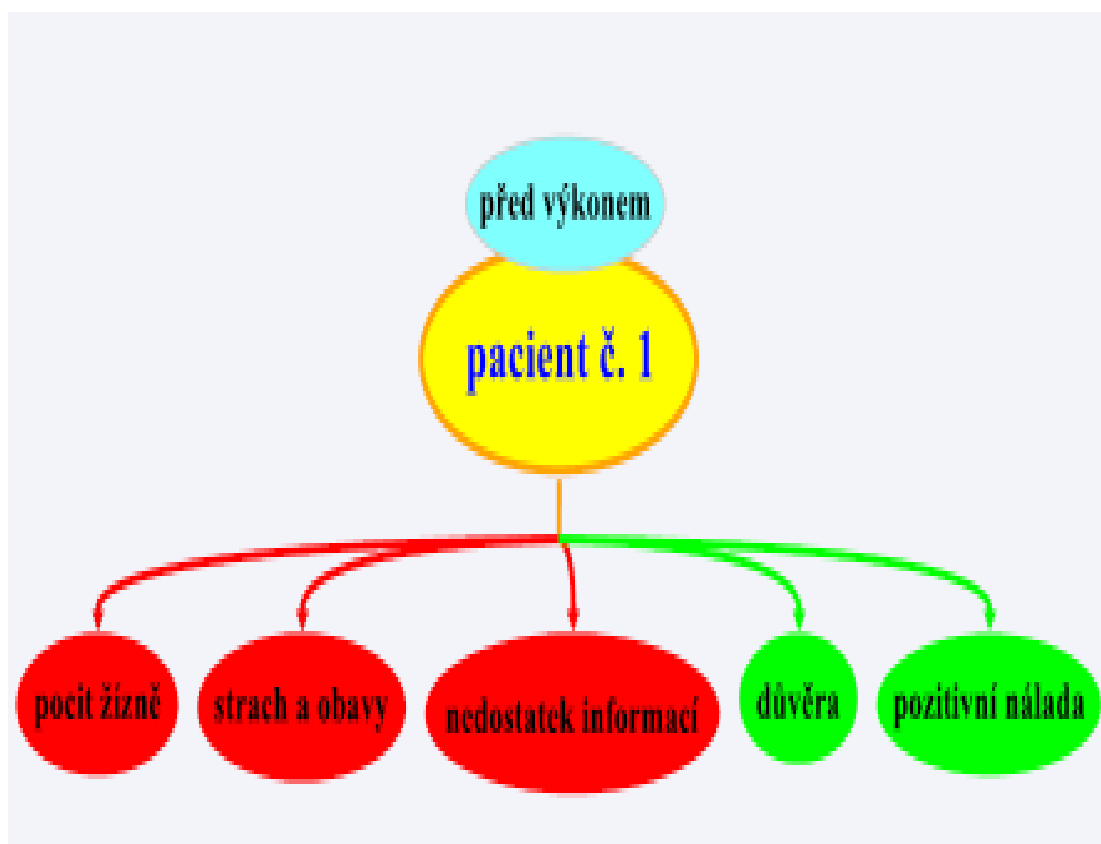 před výkonem
pacient č. 1
pocit žízně
strach a obavy
nedostatek informací
důvěra
pozitivní nálada